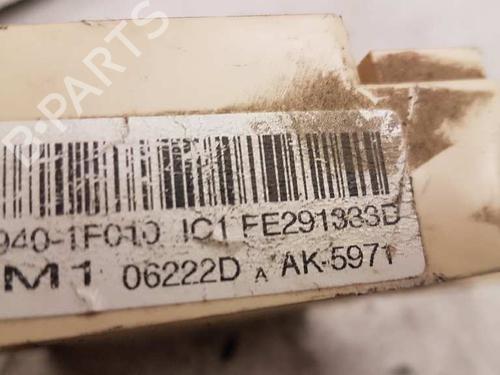 B-PARTS
940-1F010 IC1 FE291333D
M1 06222D A AK-5971